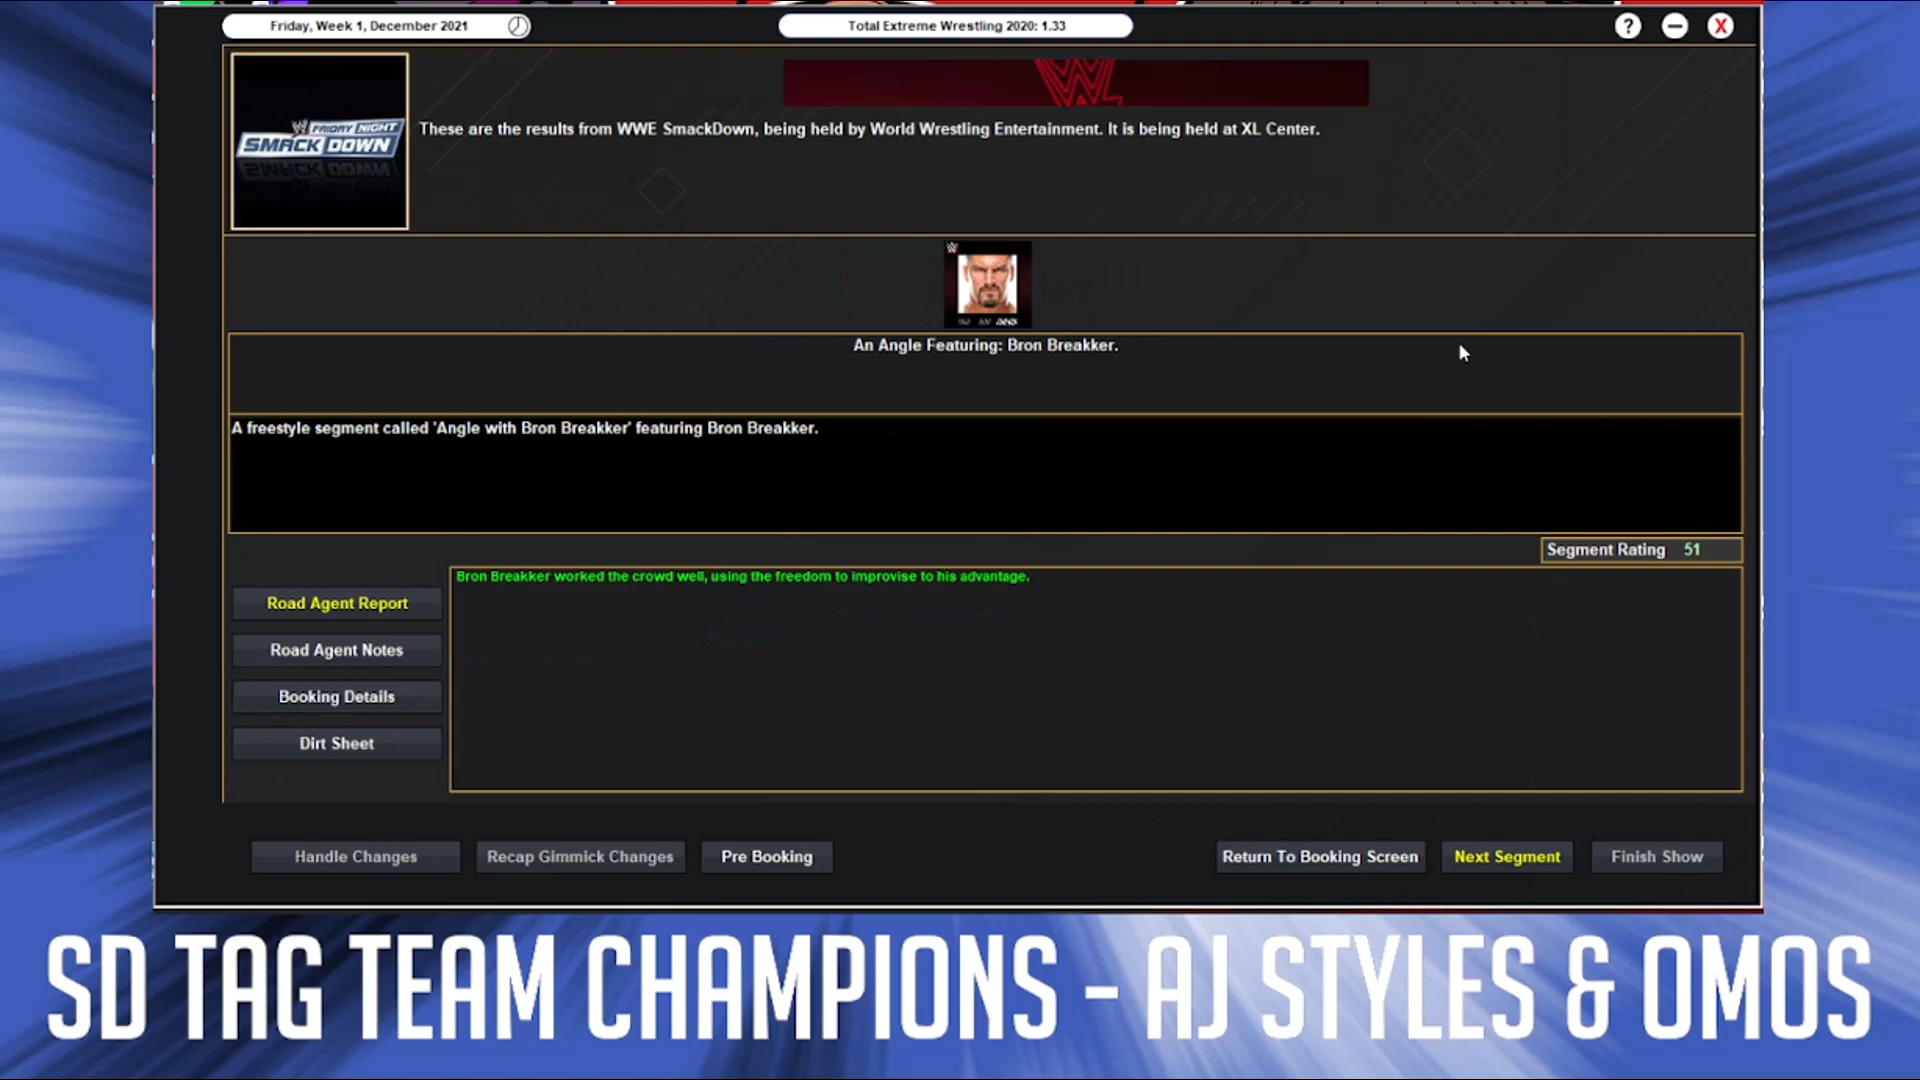 Friday, Week 1, December 2021
Total Extreme Wrestling 2020: 1.33
?
X
FRIDAY NIGHT
SMACK DOWN
These are the results from WWE SmackDown, being held by World Wrestling Entertainment. It is being held at XL Center.
An Angle Featuring: Bron Breakker.
A freestyle segment called 'Angle with Bron Breakker' featuring Bron Breakker.
Segment Rating 51
Bron Breakker worked the crowd well, using the freedom to improvise to his advantage.
Road Agent Report
Road Agent Notes
Booking Details
Dirt Sheet
Handle Changes
Recap Gimmick Changes
Pre Booking
Return To Booking Screen
Next Segment
Finish Show
SD TAG TEAM CHAMPIONS - AJ STYLES & OMOS